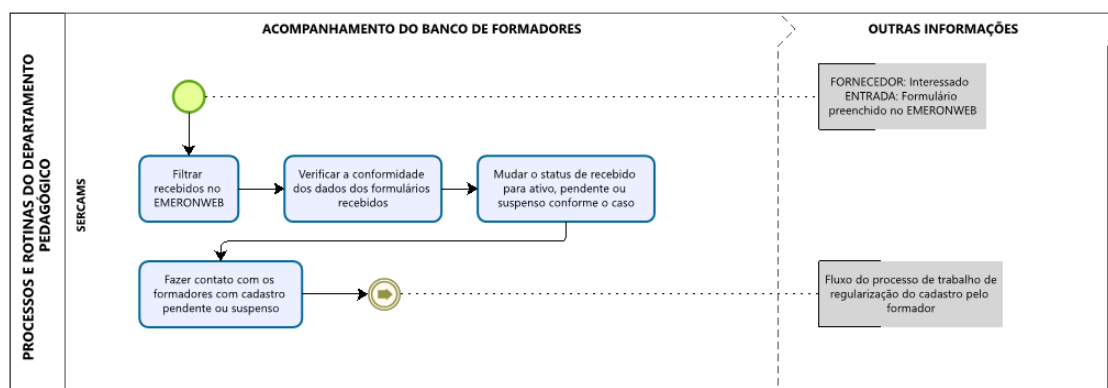 PROCESSOS E ROTINAS DO DEPARTAMENTO
PEDAGÓGICO
SERCAMS
ACOMPANHAMENTO DO BANCO DE FORMADORES
OUTRAS INFORMAÇÕES
FORNECEDOR: Interessado
ENTRADA: Formulário
preenchido no EMERONWEB
Filtrar
recebidos no
EMERONWEB
Verificar a conformidade
dos dados dos formulários
recebidos
Mudar o status de recebido
para ativo, pendente ou
suspenso conforme o caso
Fazer contato com os
formadores com cadastro
pendente ou suspenso
Fluxo do processo de trabalho de
regularização do cadastro pelo
formador